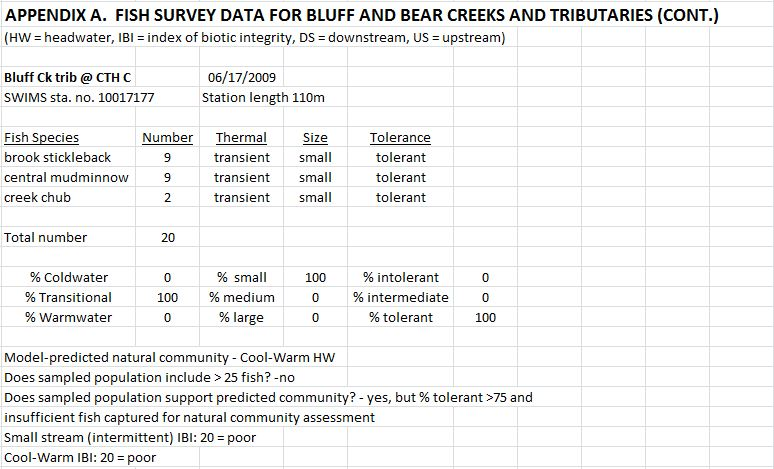 APPENDIX A. FISH SURVEY DATA FOR BLUFF AND BEAR CREEKS AND TRIBUTARIES (CONT.)
(HW = headwater, IBI = index of biotic integrity, DS = downstream, US = upstream)
Bluff Ck trib @ CTH C 06/17/2009
SWIMS sta. no. 10017177 Station length 110m
Fish Species Number Thermal Size Tolerance
brook stickleback 9 transient small tolerant
central mudminnow 9 transient small tolerant
creek chub 2 transient small tolerant
Total number 20
% Coldwater 0 % small 100 % intolerant 0
% Transitional 100 % medium 0 % intermediate 0
% Warmwater 0 % large 0 % tolerant 100
Model-predicted natural community - Cool-Warm HW
Does sampled population include > 25 fish? -no
Does sampled population support predicted community? - yes, but % tolerant >75 and
insufficient fish captured for natural community assessment
Small stream (intermittent) IBI: 20 = poor
Cool-Warm IBI: 20 = poor